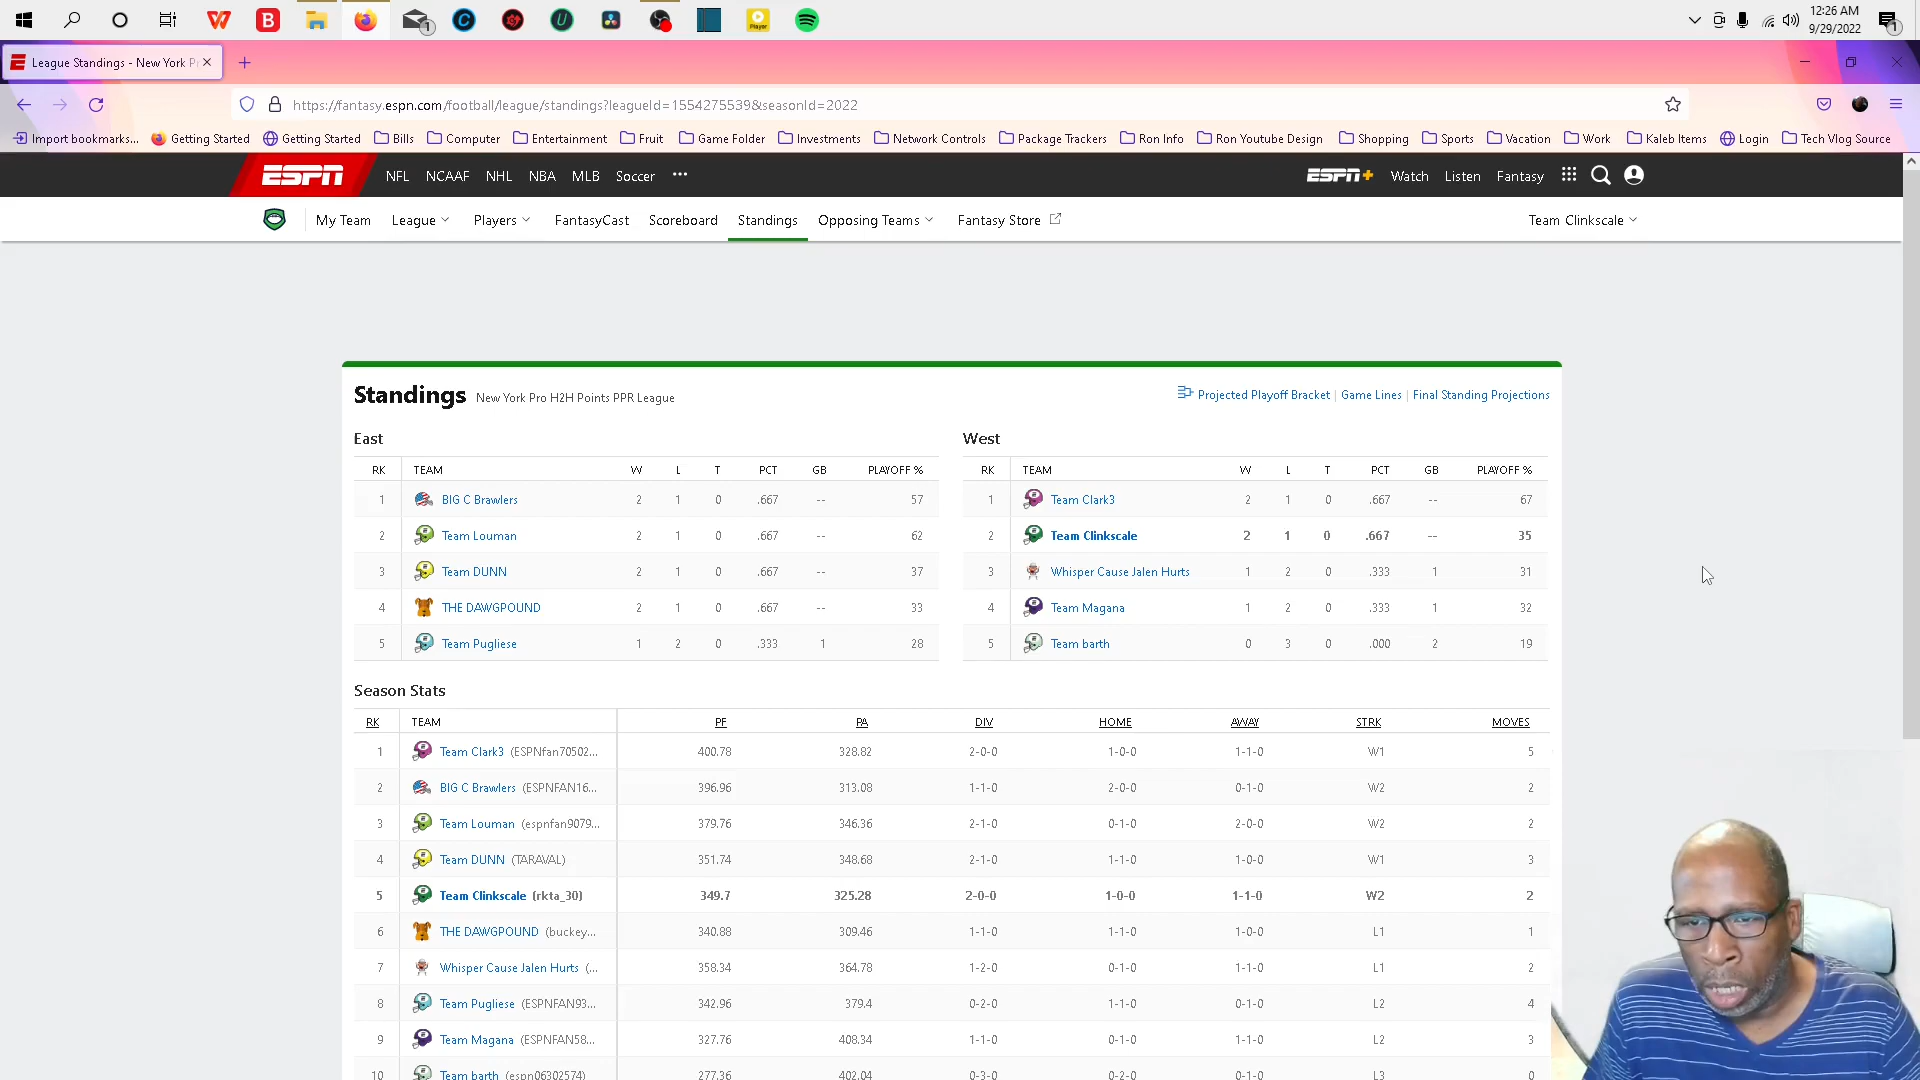 12:26 AM
9/29/2022
League Standings - New York Pr
https://fantasy.espn.com/football/league/standings?leagueId=1554275539&seasonId=2022
Import bookmarks... Getting Started Getting Started Bills Computer Entertainment Fruit Game Folder Investments Network Controls Package Trackers Ron Info Ron Youtube Design Shopping Sports Vacation Work Kaleb Items Login Tech Vlog Source
ESPN NFL NCAAF NHL NBA MLB Soccer ••• ESPN+ Watch Listen Fantasy
My Team League Players FantasyCast Scoreboard Standings Opposing Teams Fantasy Store Team Clinkscale
Standings New York Pro H2H Points PPR League Projected Playoff Bracket | Game Lines | Final Standing Projections
East
RK TEAM W L T PCT GB PLAYOFF %
1 BIG C Brawlers 2 1 0 .667 -- 57
2 Team Louman 2 1 0 .667 -- 62
3 Team DUNN 2 1 0 .667 -- 37
4 THE DAWGPOUND 2 1 0 .667 -- 33
5 Team Pugliese 1 2 0 .333 1 28
West
RK TEAM W L T PCT GB PLAYOFF %
1 Team Clark3 2 1 0 .667 -- 67
2 Team Clinkscale 2 1 0 .667 -- 35
3 Whisper Cause Jalen Hurts 1 2 0 .333 1 31
4 Team Magana 1 2 0 .333 1 32
5 Team barth 0 3 0 .000 2 19
Season Stats
RK TEAM PF PA DIV HOME AWAY STRK MOVES
1 Team Clark3 (ESPNfan70502... 400.78 328.82 2-0-0 1-0-0 1-1-0 W1 5
2 BIG C Brawlers (ESPNFAN16... 396.96 313.08 1-1-0 2-0-0 0-1-0 W2 2
3 Team Louman (espnfan9079... 379.76 346.36 2-1-0 0-1-0 2-0-0 W2 2
4 Team DUNN (TARAVAL) 351.74 348.68 2-1-0 1-1-0 1-0-0 W1 3
5 Team Clinkscale (rkta_30) 349.7 325.28 2-0-0 1-0-0 1-1-0 W2 2
6 THE DAWGPOUND (buckey... 340.88 309.46 1-1-0 1-1-0 1-0-0 L1 1
7 Whisper Cause Jalen Hurts (... 358.34 364.78 1-2-0 0-1-0 1-1-0 L1 2
8 Team Pugliese (ESPNFAN93... 342.96 379.4 0-2-0 1-1-0 0-1-0 L2 4
9 Team Magana (ESPNFAN58... 327.76 408.34 1-1-0 0-1-0 1-1-0 L2 3
10 Team barth (espn06302574) 277.36 402.04 0-3-0 0-2-0 0-1-0 L3 0